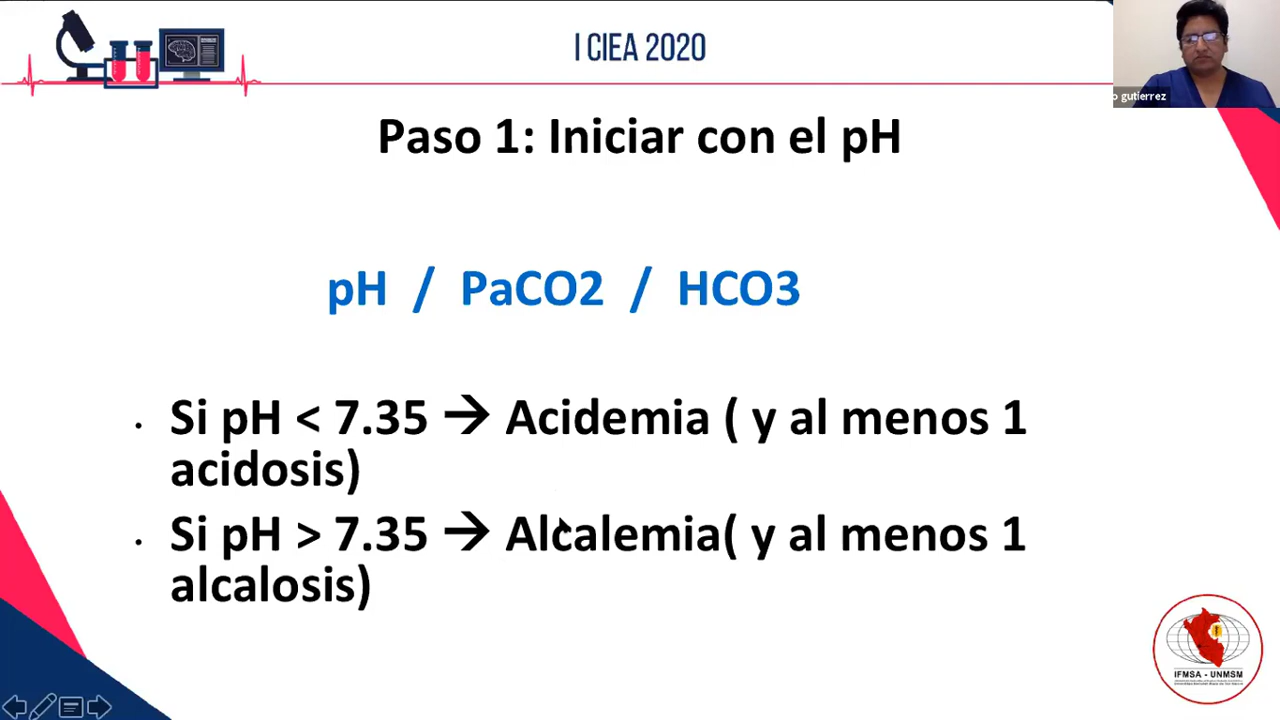 I CIEA 2020
o gutierrez
Paso 1: Iniciar con el pH
pH / PaCO2 / HCO3
Si pH < 7.35 → Acidemia ( y al menos 1
acidosis)
Si pH > 7.35 → Alcalemia( y al menos 1
alcalosis)
IFMSA - UNMSM